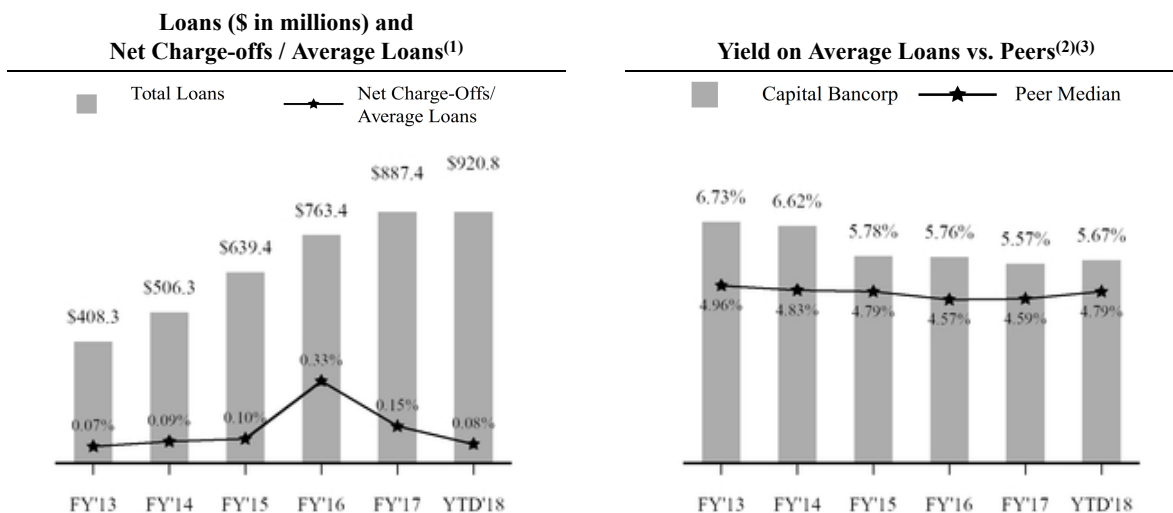 Loans ($ in millions) and
Net Charge-offs / Average Loans(1)
Total Loans
Net Charge-Offs/
Average Loans
$408.3
$506.3
$639.4
$763.4
$887.4
$920.8
0.07%
0.09%
0.10%
0.33%
0.15%
0.08%
FY'13
FY'14
FY'15
FY'16
FY'17
YTD'18
Yield on Average Loans vs. Peers(2)(3)
Capital Bancorp
Peer Median
6.73%
6.62%
5.78%
5.76%
5.57%
5.67%
4.96%
4.83%
4.79%
4.57%
4.59%
4.79%
FY'13
FY'14
FY'15
FY'16
FY'17
YTD'18